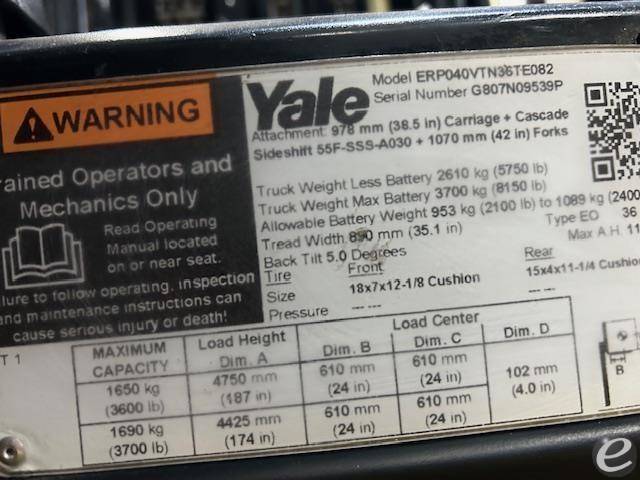 WARNING
rained Operators and
Mechanics Only
Read Operating
Manual located
on or near seat.
lure to follow operating, inspection
and maintenance instructions can
cause serious injury or death!
Yale
Model ERP040VTN36TE082
Serial Number G807N09539P
Attachment: 978 mm (38.5 in) Carriage + Cascade
Sideshift 55F-SSS-A030 + 1070 mm (42 in) Forks
Truck Weight Less Battery 2610 kg (5750 lb)
Truck Weight Max Battery 3700 kg (8150 lb)
Allowable Battery Weight 953 kg (2100 lb) to 1089 kg (2400
Tread Width 890 mm (35.1 in) Type EO 36
Back Tilt 5.0 Degrees Max A.H. 11
Tire Front Rear
Size 18x7x12-1/8 Cushion 15x4x11-1/4 Cushion
Pressure --- ---
T 1
MAXIMUM CAPACITY Load Height Dim. A Load Center Dim. B Dim. C Dim. D
1650 kg 4750 mm 610 mm 610 mm 102 mm
(3600 lb) (187 in) (24 in) (24 in) (4.0 in)
1690 kg 4425 mm 610 mm 610 mm
(3700 lb) (174 in) (24 in) (24 in)
B
e